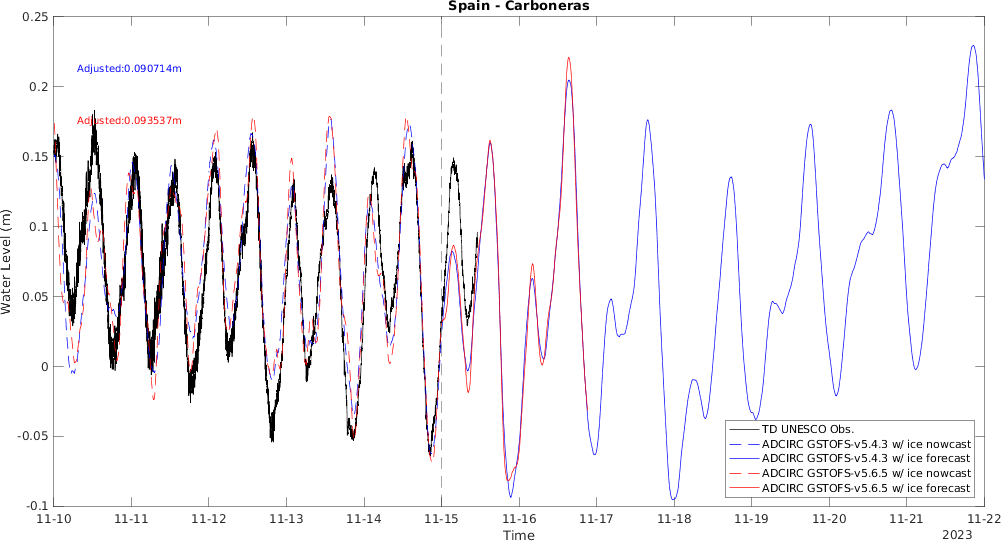 Spain - Carboneras
0.25
0.2
0.15
0.1
0.05
0
-0.05
-0.1
Water Level (m)
Adjusted:0.090714m
Adjusted:0.093537m
TD UNESCO Obs.
ADCIRC GSTOFS-v5.4.3 w/ ice nowcast
ADCIRC GSTOFS-v5.4.3 w/ ice forecast
ADCIRC GSTOFS-v5.6.5 w/ ice nowcast
ADCIRC GSTOFS-v5.6.5 w/ ice forecast
11-10 11-11 11-12 11-13 11-14 11-15 11-16 11-17 11-18 11-19 11-20 11-21 11-22
Time
2023